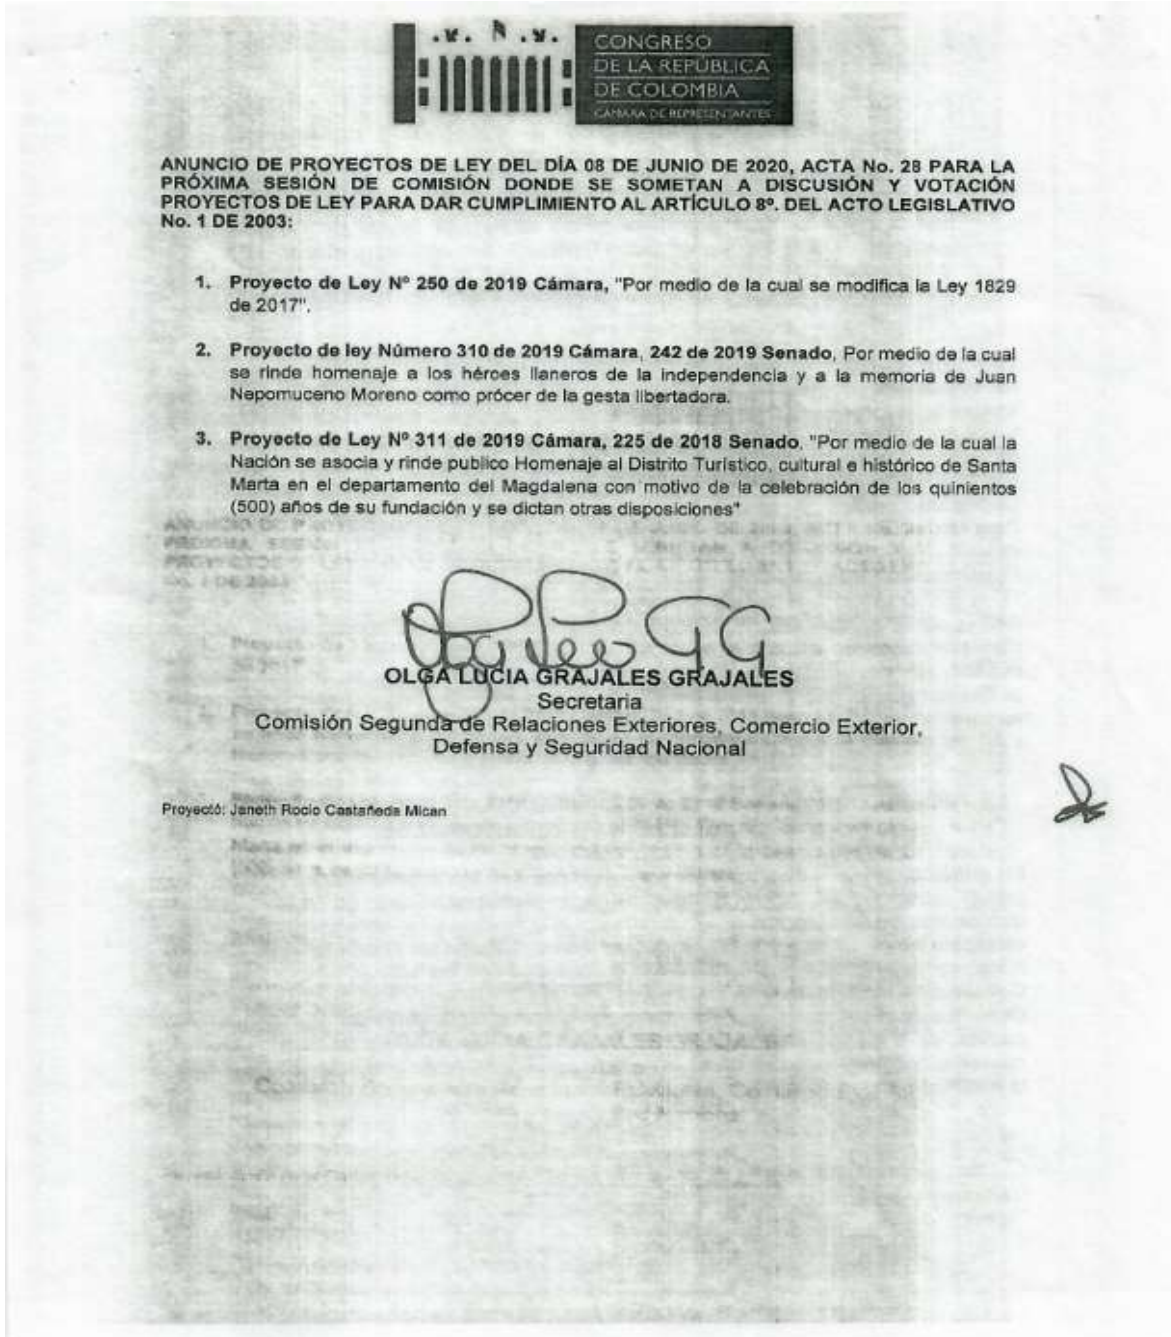 CONGRESO
DE LA REPÚBLICA
DE COLOMBIA
CÁMARA DE REPRESENTANTES
ANUNCIO DE PROYECTOS DE LEY DEL DÍA 08 DE JUNIO DE 2020, ACTA No. 28 PARA LA
PRÓXIMA SESIÓN DE COMISIÓN DONDE SE SOMETAN A DISCUSIÓN Y VOTACIÓN
PROYECTOS DE LEY PARA DAR CUMPLIMIENTO AL ARTÍCULO 8º. DEL ACTO LEGISLATIVO
No. 1 DE 2003:
1. Proyecto de Ley Nº 250 de 2019 Cámara, "Por medio de la cual se modifica la Ley 1829
de 2017".
2. Proyecto de ley Número 310 de 2019 Cámara, 242 de 2019 Senado, Por medio de la cual
se rinde homenaje a los héroes llaneros de la independencia y a la memoria de Juan
Nepomuceno Moreno como prócer de la gesta libertadora.
3. Proyecto de Ley Nº 311 de 2019 Cámara, 225 de 2018 Senado, "Por medio de la cual la
Nación se asocia y rinde publico Homenaje al Distrito Turístico, cultural e histórico de Santa
Marta en el departamento del Magdalena con motivo de la celebración de los quinientos
(500) años de su fundación y se dictan otras disposiciones"
OLGA LUCIA GRAJALES GRAJALES
Secretaria
Comisión Segunda de Relaciones Exteriores, Comercio Exterior,
Defensa y Seguridad Nacional
Proyectó: Janeth Rocio Castañeda Mican